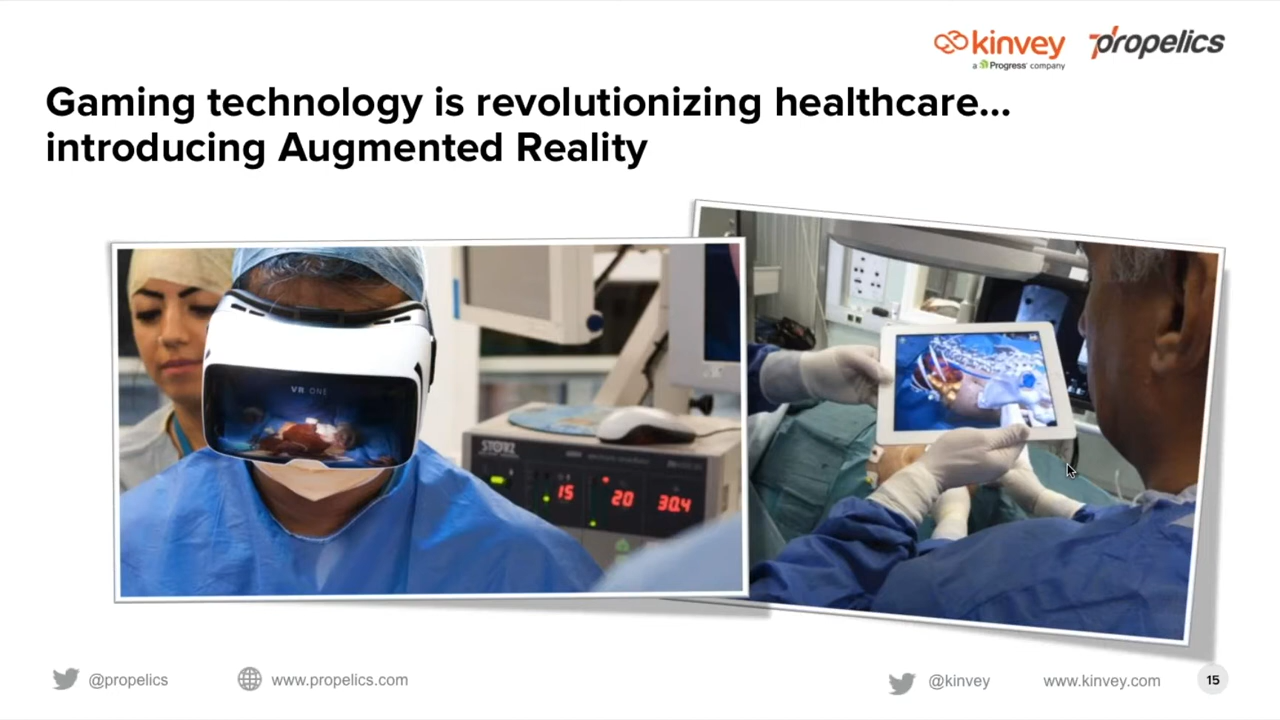 kinvey
a Progress company
propelics
Gaming technology is revolutionizing healthcare...
introducing Augmented Reality
VR ONE
STORZ
15
20
30.4
@propelics
www.propelics.com
@kinvey
www.kinvey.com
15